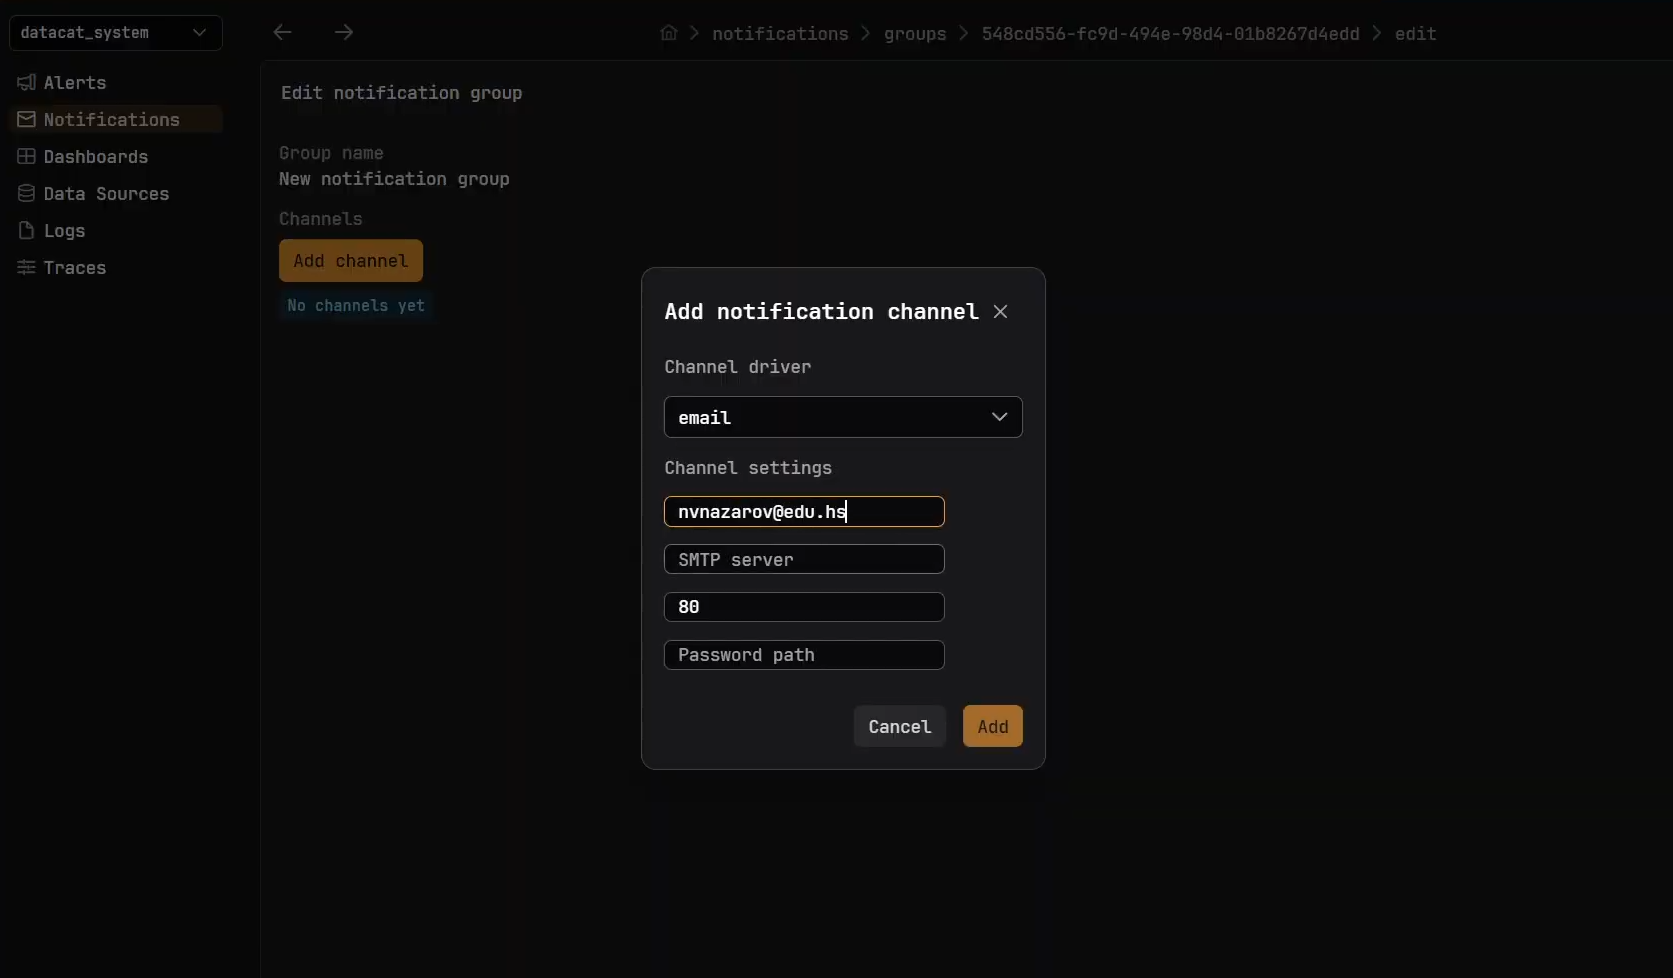 datacat_system
notifications
groups
548cd556-fc9d-494e-98d4-01b8267d4edd
edit
Alerts
Notifications
Dashboards
Data Sources
Logs
Traces
Edit notification group
Group name
New notification group
Channels
Add channel
No channels yet
Add notification channel
Channel driver
email
Channel settings
nvnazarov@edu.hs
SMTP server
80
Password path
Cancel
Add